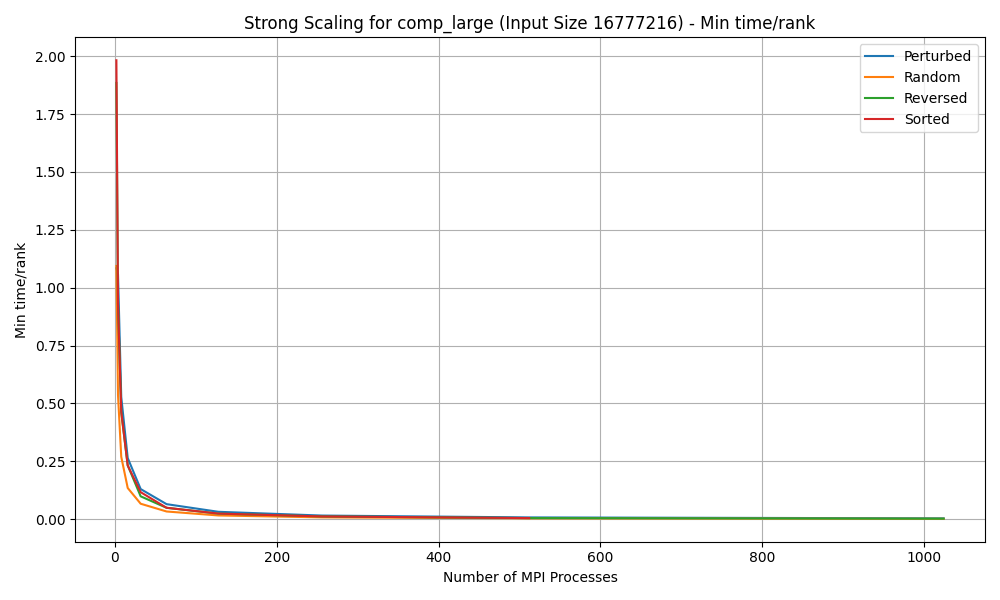 Strong Scaling for comp_large (Input Size 16777216) - Min time/rank
Perturbed
Random
Reversed
Sorted
2.00
1.75
1.50
1.25
1.00
0.75
0.50
0.25
0.00
Min time/rank
0 200 400 600 800 1000
Number of MPI Processes